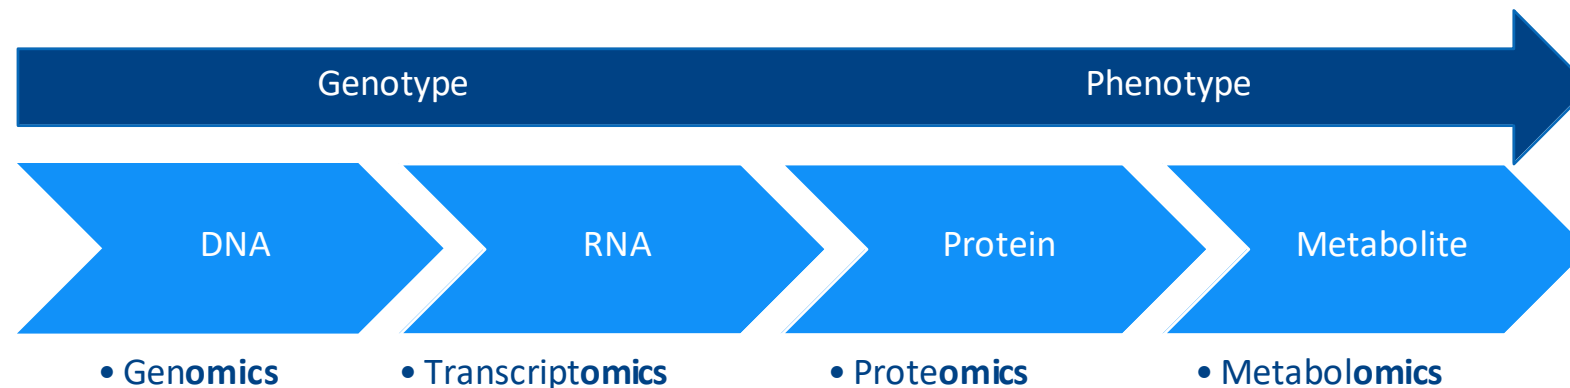 Genotype Phenotype
DNA RNA Protein Metabolite
• Genomics • Transcriptomics • Proteomics • Metabolomics